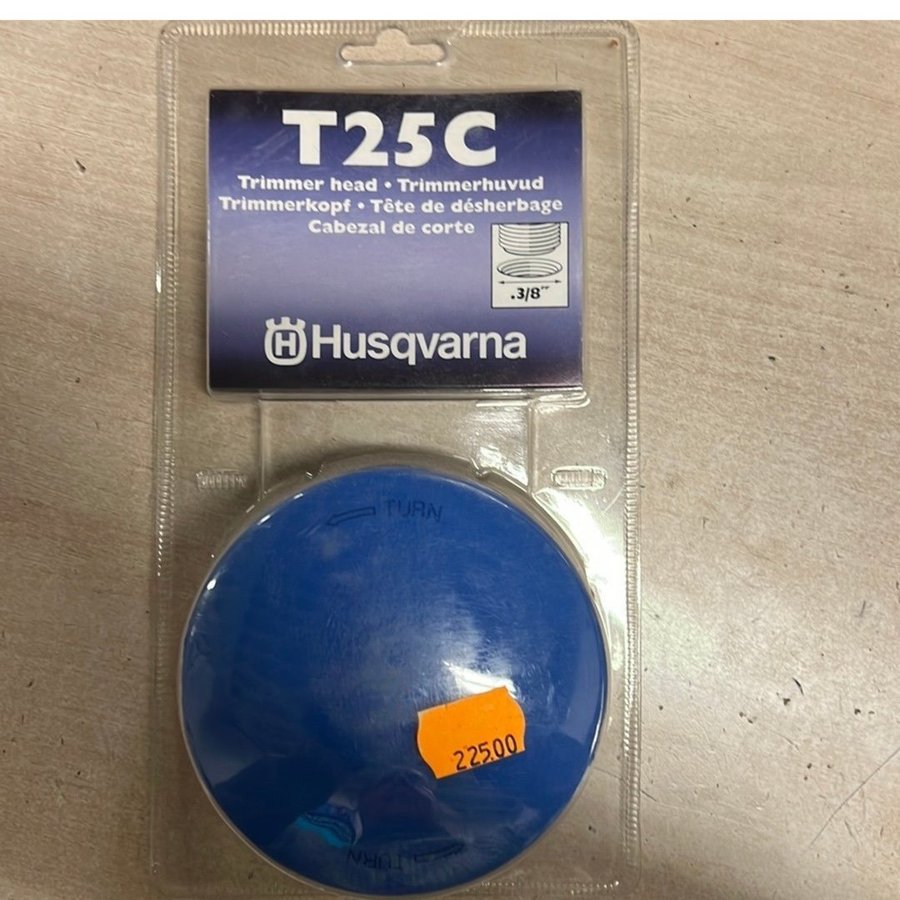 T25C
Trimmer head • Trimmerhuvud
Trimmerkopf • Tête de désherbage
Cabezal de corte
.3/8"
H Husqvarna
TURN
225.00
TURN